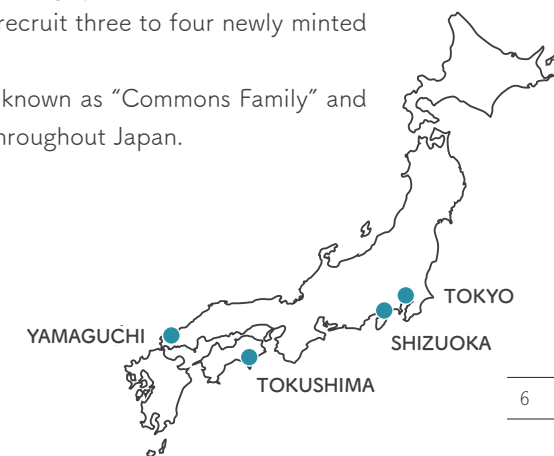 recruit three to four newly minted
known as “Commons Family” and
hroughout Japan.
TOKYO
YAMAGUCHI
SHIZUOKA
TOKUSHIMA
6